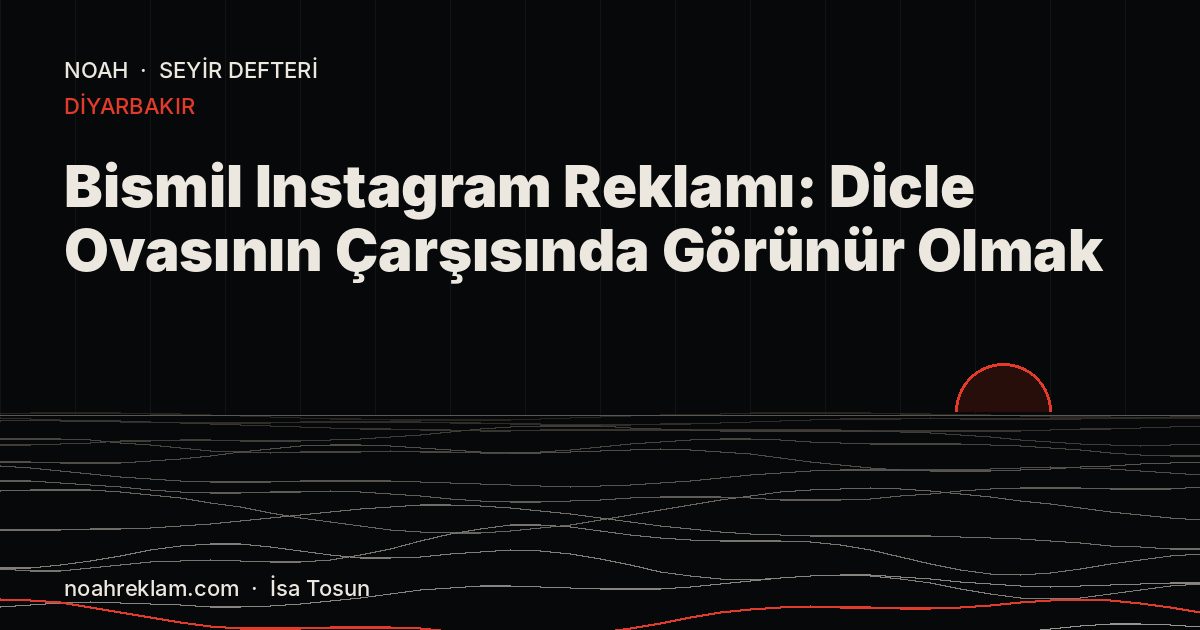 NOAH · SEYİR DEFTERİ
DİYARBAKIR
Bismil Instagram Reklamı: Dicle
Ovasının Çarşısında Görünür Olmak
noahreklam.com · İsa Tosun